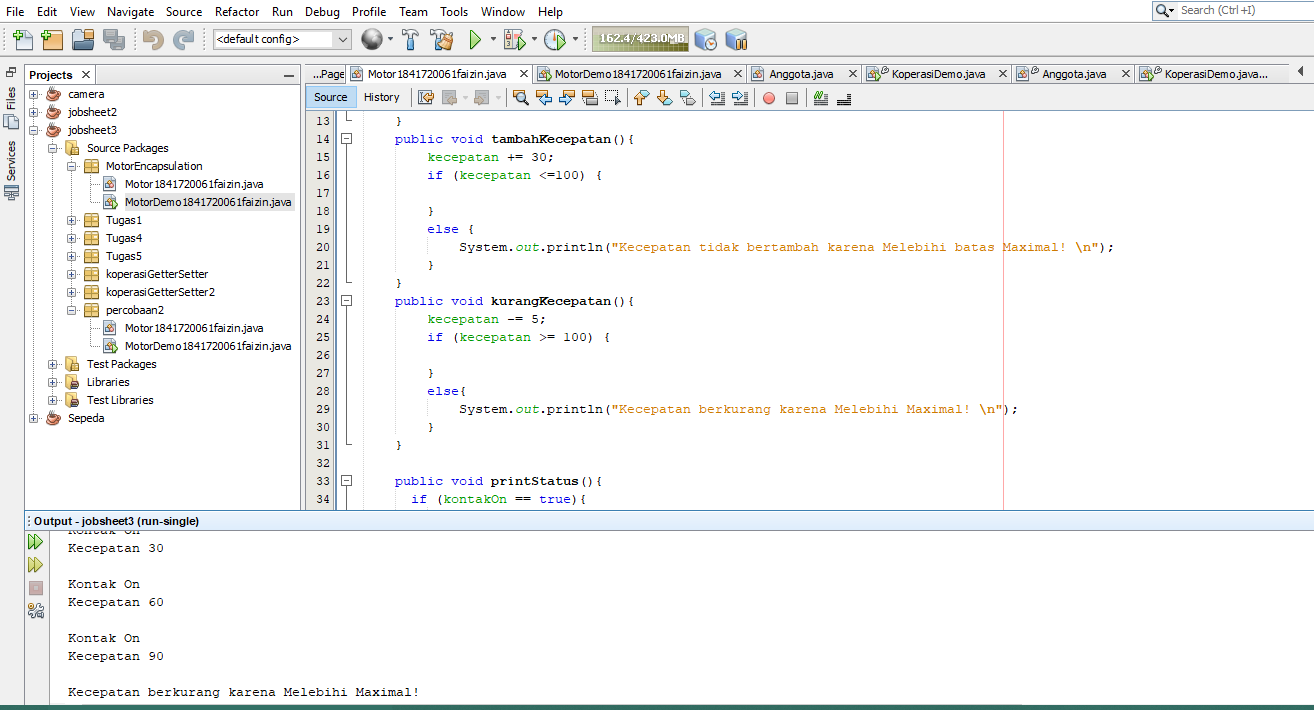 File Edit View Navigate Source Refactor Run Debug Profile Team Tools Window Help
Search (Ctrl+I)
<default config>
162.4/423.0MB
Files
Services
Projects
camera
jobsheet2
jobsheet3
Source Packages
MotorEncapsulation
Motor1841720061faizin.java
MotorDemo1841720061faizin.java
Tugas1
Tugas4
Tugas5
koperasiGetterSetter
koperasiGetterSetter2
percobaan2
Motor1841720061faizin.java
MotorDemo1841720061faizin.java
Test Packages
Libraries
Test Libraries
Sepeda
...Page Motor1841720061faizin.java MotorDemo1841720061faizin.java Anggota.java KoperasiDemo.java Anggota.java KoperasiDemo.java...
Source History
13 }
14 public void tambahKecepatan(){
15 kecepatan += 30;
16 if (kecepatan <=100) {
17
18 }
19 else {
20 System.out.println("Kecepatan tidak bertambah karena Melebihi batas Maximal! \n");
21 }
22 }
23 public void kurangKecepatan(){
24 kecepatan -= 5;
25 if (kecepatan >= 100) {
26
27 }
28 else{
29 System.out.println("Kecepatan berkurang karena Melebihi Maximal! \n");
30 }
31 }
32
33 public void printStatus(){
34 if (kontakOn == true){
Output - jobsheet3 (run-single)
Kontak On
Kecepatan 30
Kontak On
Kecepatan 60
Kontak On
Kecepatan 90
Kecepatan berkurang karena Melebihi Maximal!